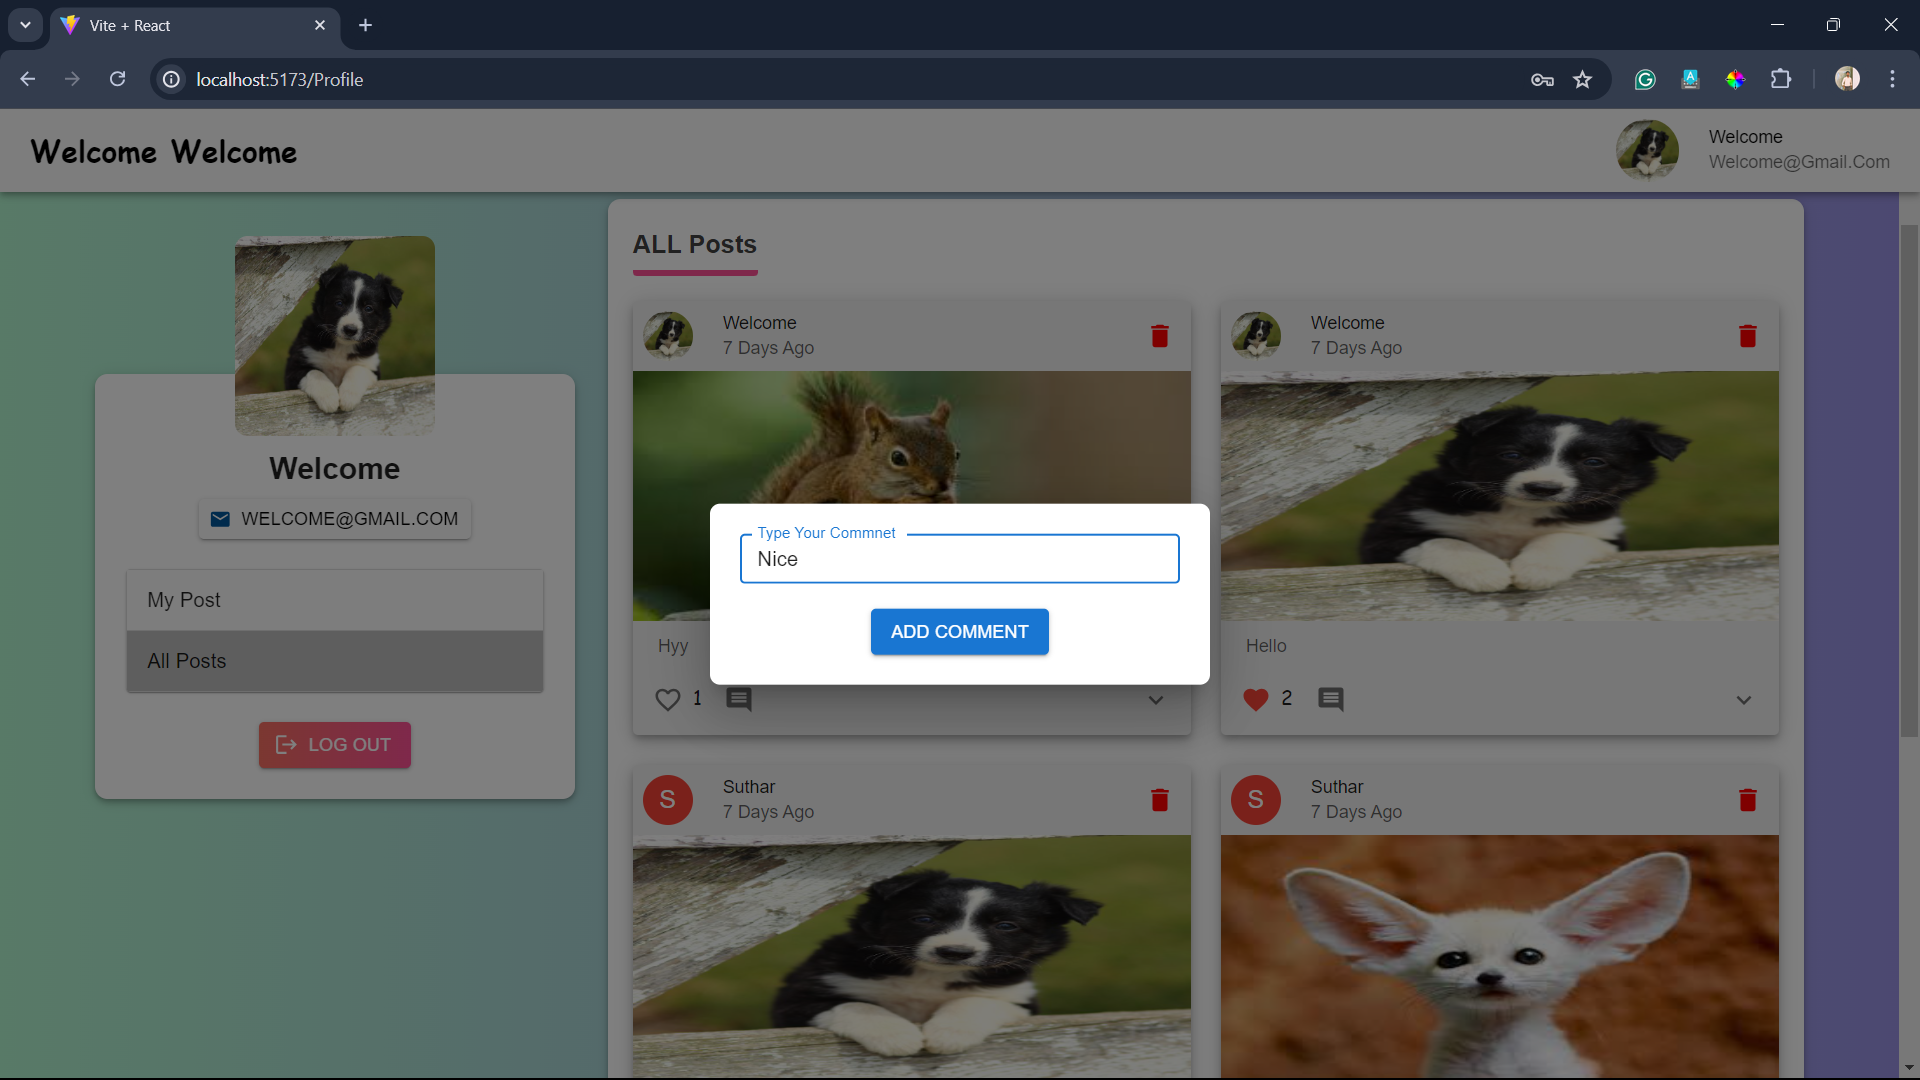 Vite + React
localhost:5173/Profile
Welcome Welcome
Welcome
Welcome@Gmail.Com
Welcome
WELCOME@GMAIL.COM
My Post
All Posts
LOG OUT
ALL Posts
Welcome
7 Days Ago
Hyy
1
Welcome
7 Days Ago
Hello
2
Type Your Commnet
Nice
ADD COMMENT
S
Suthar
7 Days Ago
S
Suthar
7 Days Ago